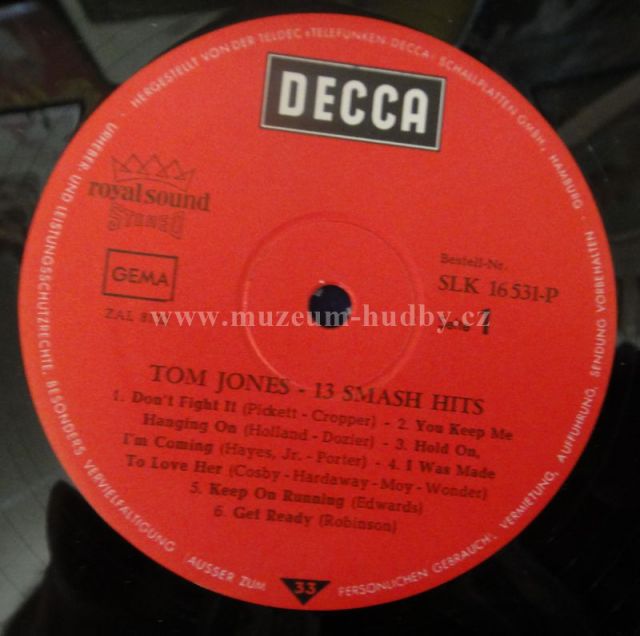 HERGESTELLT VON DER TELDEC »TELEFUNKEN-DECCA« SCHALLPLATTEN GMBH., HAMBURG · SENDUNG VORBEHALTEN
DECCA
royal sound
STEREO
GEMA
Bestell-Nr.
SLK 16 531-P
ZAL
Seite 1
www.muzeum-hudby.cz
TOM JONES - 13 SMASH HITS
1. Don't Fight It (Pickett - Cropper) - 2. You Keep Me
Hanging On (Holland - Dozier) - 3. Hold On,
I'm Coming (Hayes, Jr. - Porter) - 4. I Was Made
To Love Her (Cosby - Hardaway - Moy - Wonder)
5. Keep On Running (Edwards)
6. Get Ready (Robinson)
33
URHEBER- UND LEISTUNGSSCHUTZRECHTE, BESONDERS VERVIELFÄLTIGUNG (AUSSER ZUM PERSÖNLICHEN GEBRAUCH), VERMIETUNG, AUFFÜHRUNG,